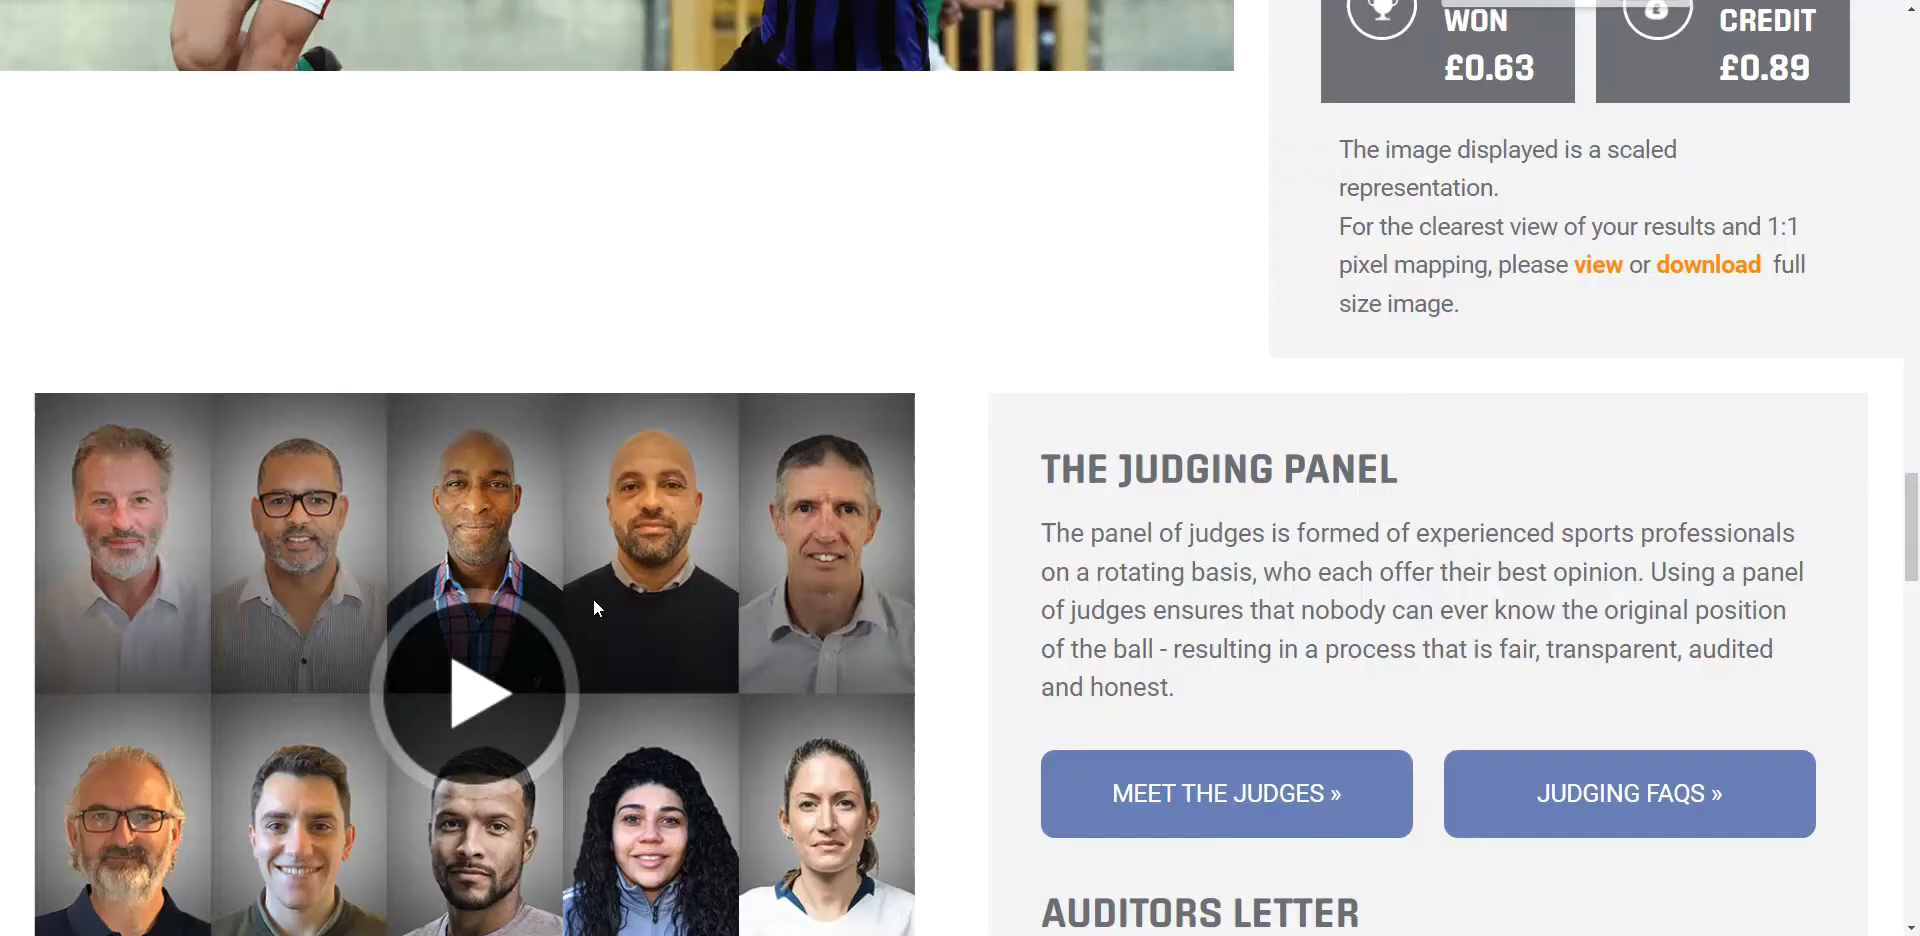 WON
£0.63
CREDIT
£0.89
The image displayed is a scaled
representation.
For the clearest view of your results and 1:1
pixel mapping, please view or download full
size image.
THE JUDGING PANEL
The panel of judges is formed of experienced sports professionals
on a rotating basis, who each offer their best opinion. Using a panel
of judges ensures that nobody can ever know the original position
of the ball - resulting in a process that is fair, transparent, audited
and honest.
MEET THE JUDGES »
JUDGING FAQS »
AUDITORS LETTER